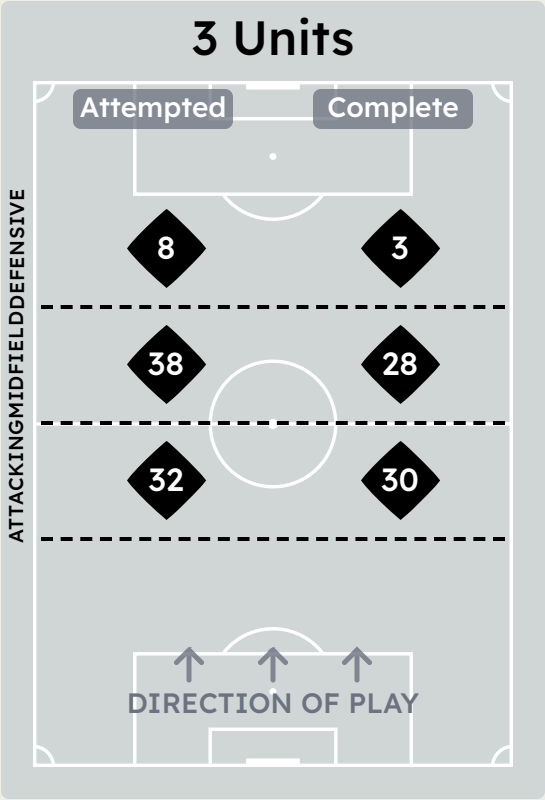 3 Units
Attempted Complete
8 3
38 28
32 30
ATTACKINGMIDFIELDDEFENSIVE
DIRECTION OF PLAY